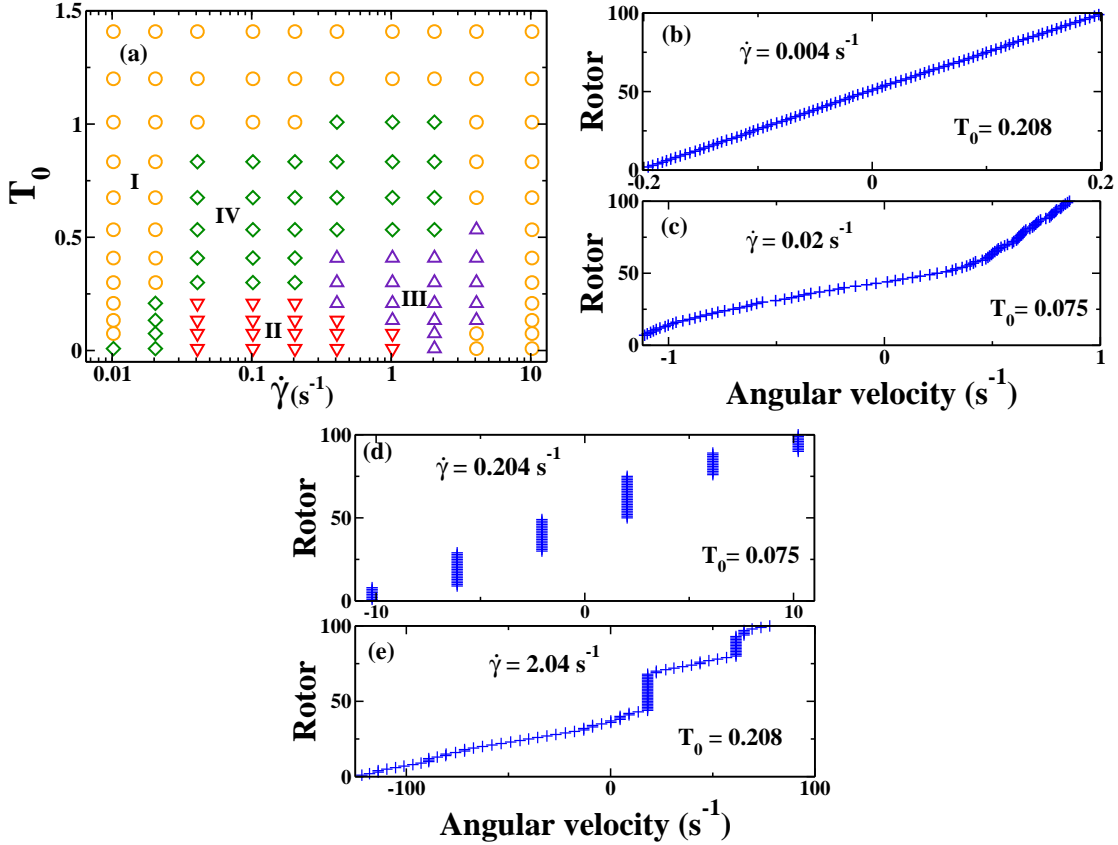 (a)
1.5
1
0.5
0
T₀
I
IV
II
III
0.01
0.1
1
10
γ̇(s⁻¹)
(b)
γ̇ = 0.004 s⁻¹
T₀= 0.208
100
50
0
Rotor
-0.2
0
0.2
(c)
γ̇ = 0.02 s⁻¹
T₀= 0.075
100
50
0
Rotor
-1
0
1
Angular velocity (s⁻¹)
(d)
γ̇ = 0.204 s⁻¹
T₀= 0.075
100
50
0
Rotor
-10
0
10
(e)
γ̇ = 2.04 s⁻¹
T₀ = 0.208
100
50
0
Rotor
-100
0
100
Angular velocity (s⁻¹)